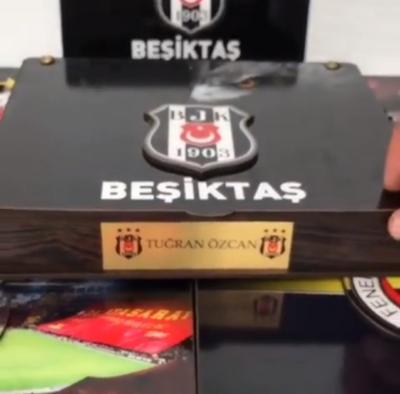 1903
BEŞİKTAŞ
BJK
1903
BEŞİKTAŞ
TUĞRAN ÖZCAN